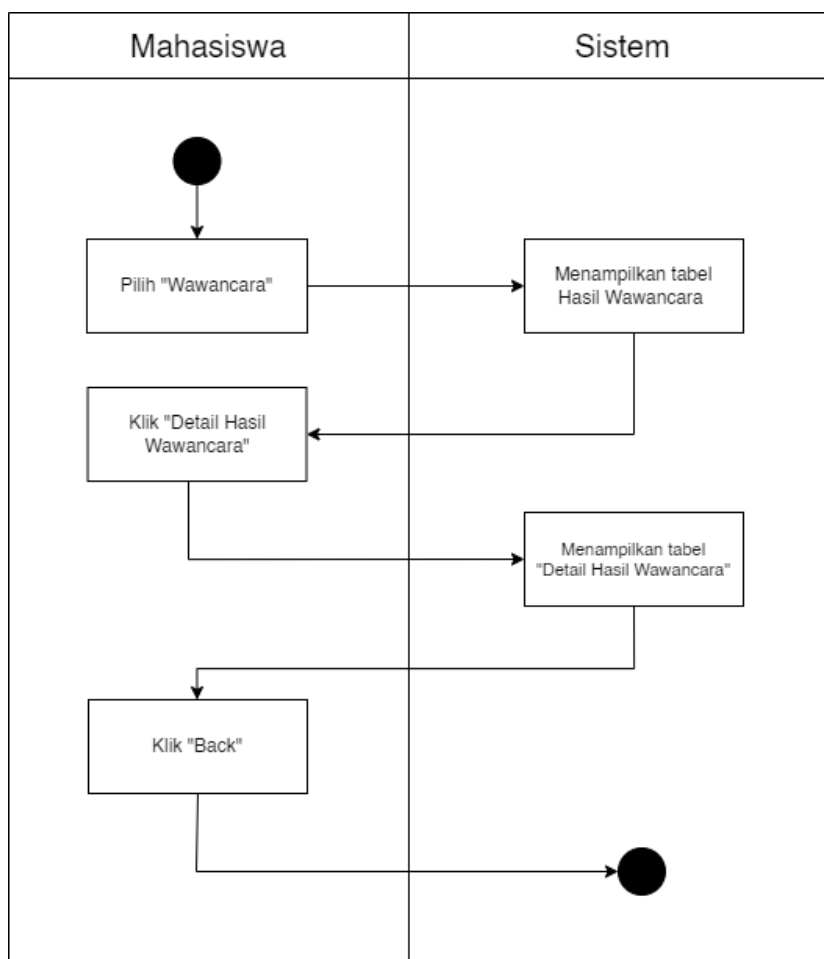 Mahasiswa
Sistem
Pilih "Wawancara"
Menampilkan tabel
Hasil Wawancara
Klik "Detail Hasil
Wawancara"
Menampilkan tabel
"Detail Hasil Wawancara"
Klik "Back"